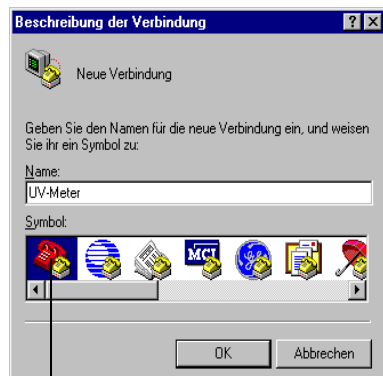 Beschreibung der Verbindung
Neue Verbindung
Geben Sie den Namen für die neue Verbindung ein, und weisen
Sie ihr ein Symbol zu:
Name:
UV-Meter
Symbol:
MCI
OK Abbrechen